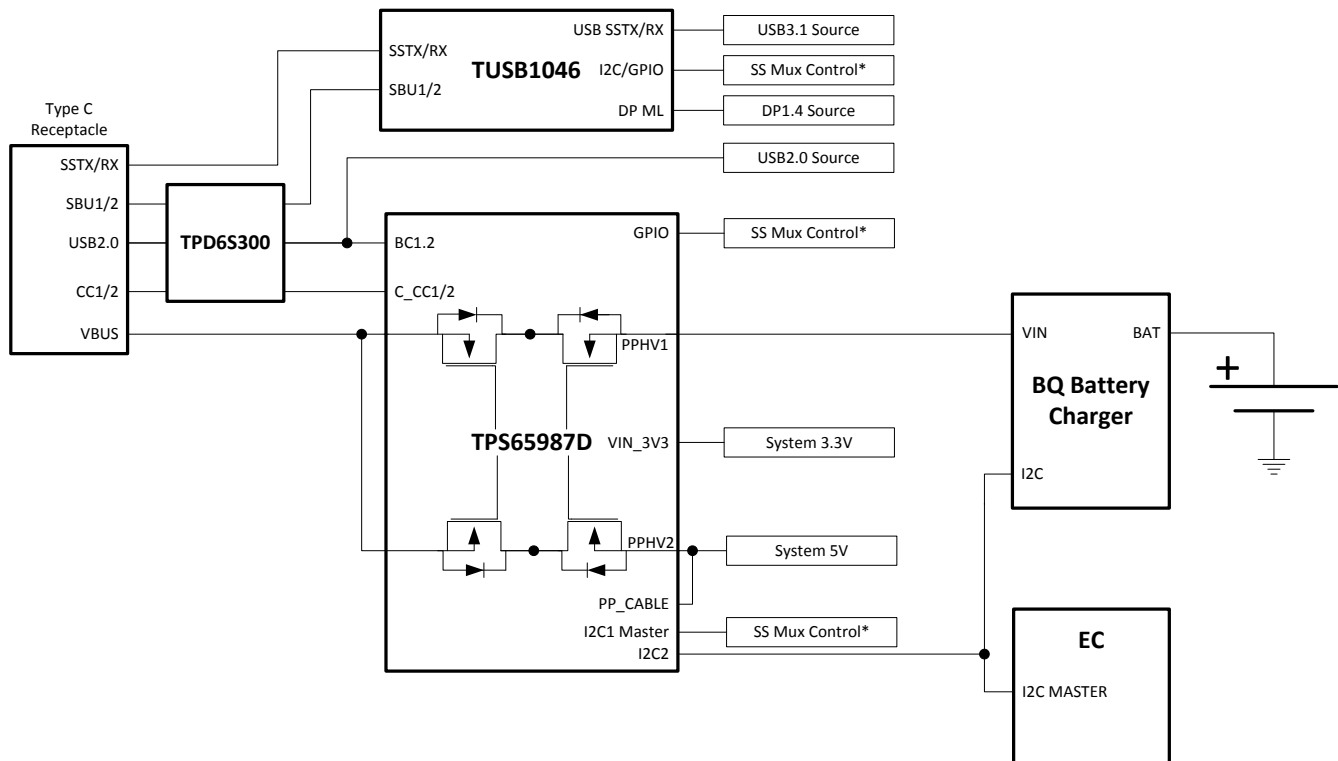 USB SSTX/RX
USB3.1 Source
SSTX/RX
TUSB1046
I2C/GPIO
SS Mux Control*
SBU1/2
DP ML
DP1.4 Source
Type C
Receptacle
USB2.0 Source
SSTX/RX
SBU1/2
USB2.0
CC1/2
VBUS
TPD6S300
BC1.2
C_CC1/2
GPIO
SS Mux Control*
PPHV1
TPS65987D
VIN_3V3
System 3.3V
PPHV2
System 5V
PP_CABLE
I2C1 Master
SS Mux Control*
I2C2
VIN
BAT
BQ Battery
Charger
I2C
+
EC
I2C MASTER